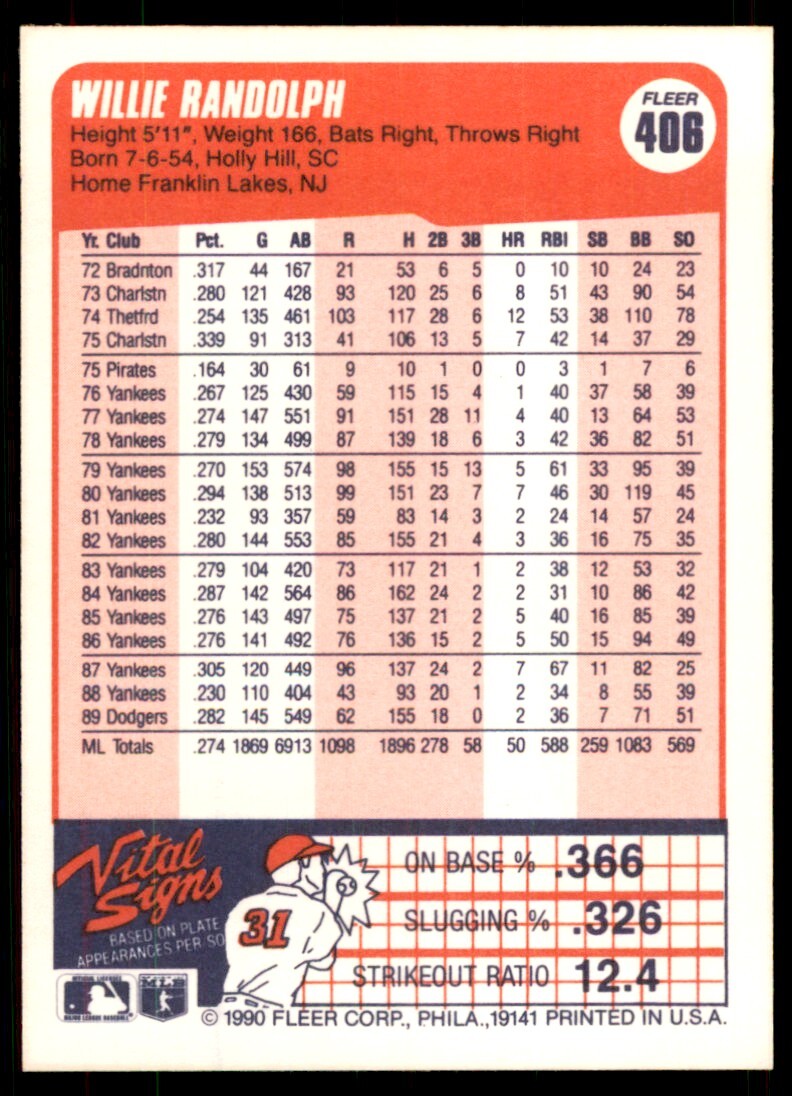 WILLIE RANDOLPH
FLEER
406
Height 5'11", Weight 166, Bats Right, Throws Right
Born 7-6-54, Holly Hill, SC
Home Franklin Lakes, NJ
Yr. Club Pct. G AB R H 2B 3B HR RBI SB BB SO
72 Bradnton .317 44 167 21 53 6 5 0 10 10 24 23
73 Charlstn .280 121 428 93 120 25 6 8 51 43 90 54
74 Thetfrd .254 135 461 103 117 28 6 12 53 38 110 78
75 Charlstn .339 91 313 41 106 13 5 7 42 14 37 29
75 Pirates .164 30 61 9 10 1 0 0 3 1 7 6
76 Yankees .267 125 430 59 115 15 4 1 40 37 58 39
77 Yankees .274 147 551 91 151 28 11 4 40 13 64 53
78 Yankees .279 134 499 87 139 18 6 3 42 36 82 51
79 Yankees .270 153 574 98 155 15 13 5 61 33 95 39
80 Yankees .294 138 513 99 151 23 7 7 46 30 119 45
81 Yankees .232 93 357 59 83 14 3 2 24 14 57 24
82 Yankees .280 144 553 85 155 21 4 3 36 16 75 35
83 Yankees .279 104 420 73 117 21 1 2 38 12 53 32
84 Yankees .287 142 564 86 162 24 2 2 31 10 86 42
85 Yankees .276 143 497 75 137 21 2 5 40 16 85 39
86 Yankees .276 141 492 76 136 15 2 5 50 15 94 49
87 Yankees .305 120 449 96 137 24 2 7 67 11 82 25
88 Yankees .230 110 404 43 93 20 1 2 34 8 55 39
89 Dodgers .282 145 549 62 155 18 0 2 36 7 71 51
ML Totals .274 1869 6913 1098 1896 278 58 50 588 259 1083 569
Vital
Signs
BASED ON PLATE
APPEARANCES PER SO
31
ON BASE % .366
SLUGGING % .326
STRIKEOUT RATIO 12.4
OFFICIAL LICENSEE
MAJOR LEAGUE BASEBALL
MLB
© 1990 FLEER CORP., PHILA.,19141 PRINTED IN U.S.A.